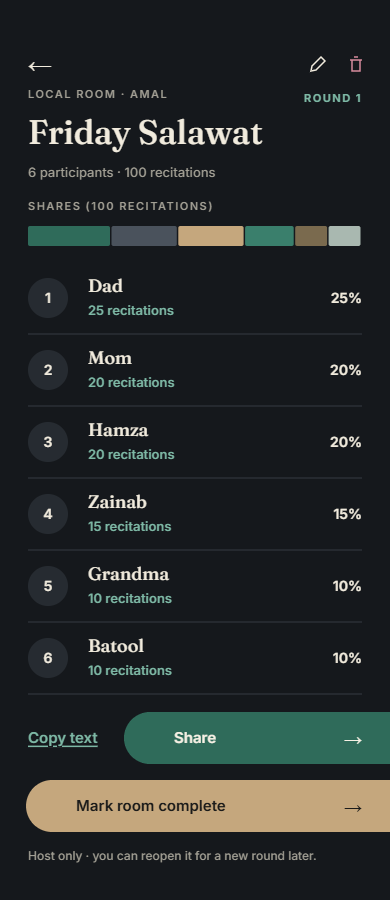 ←
LOCAL ROOM · AMAL
ROUND 1
Friday Salawat
6 participants · 100 recitations
SHARES (100 RECITATIONS)
1
Dad
25 recitations
25%
2
Mom
20 recitations
20%
3
Hamza
20 recitations
20%
4
Zainab
15 recitations
15%
5
Grandma
10 recitations
10%
6
Batool
10 recitations
10%
Copy text
Share →
Mark room complete →
Host only · you can reopen it for a new round later.